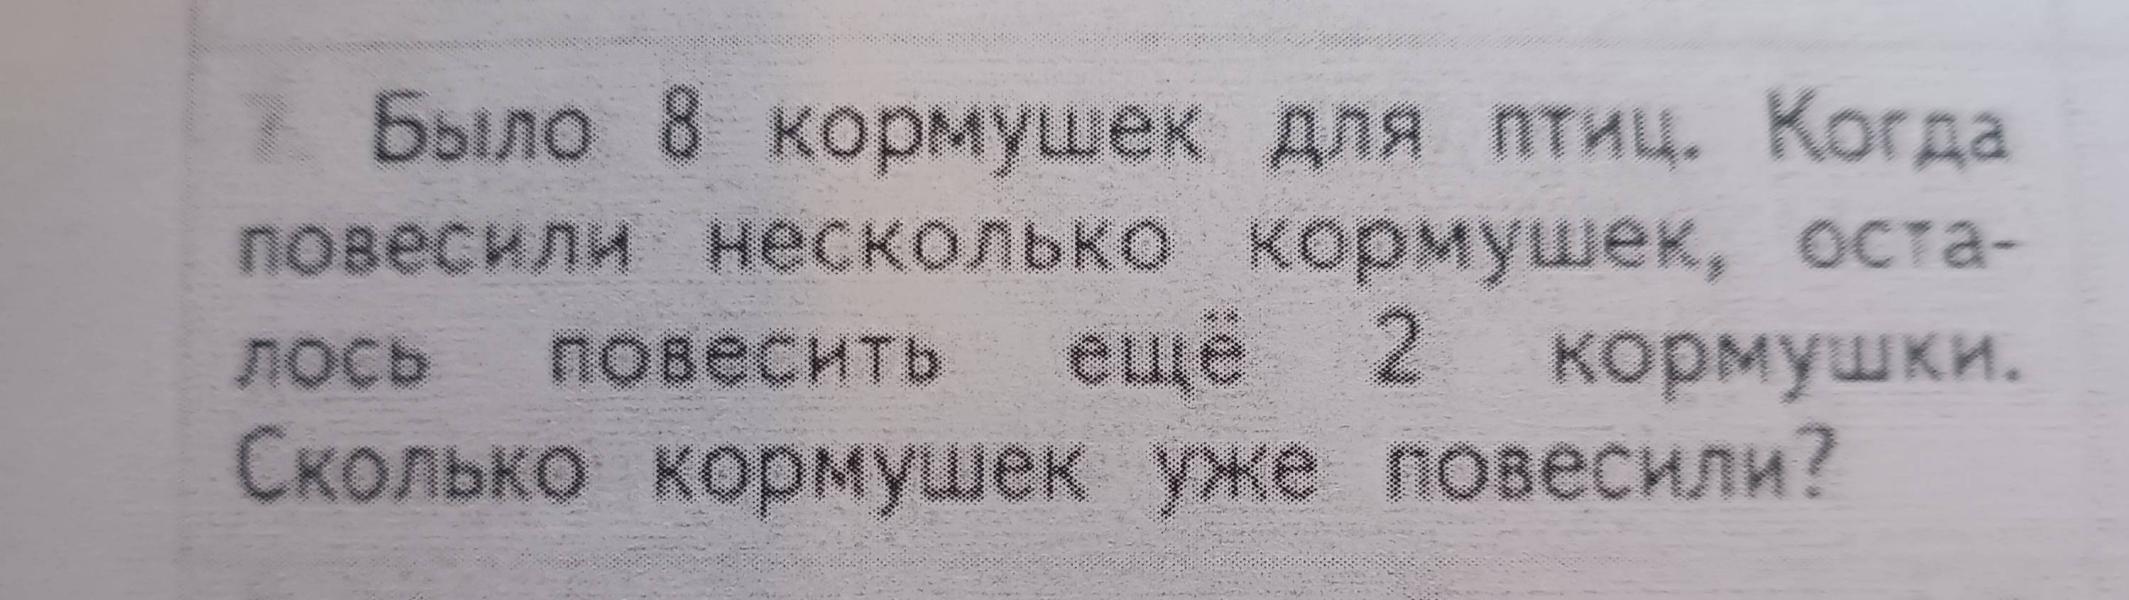 7. Было 8 кормушек для птиц. Когда
повесили несколько кормушек, оста-
лось повесить ещё 2 кормушки.
Сколько кормушек уже повесили?